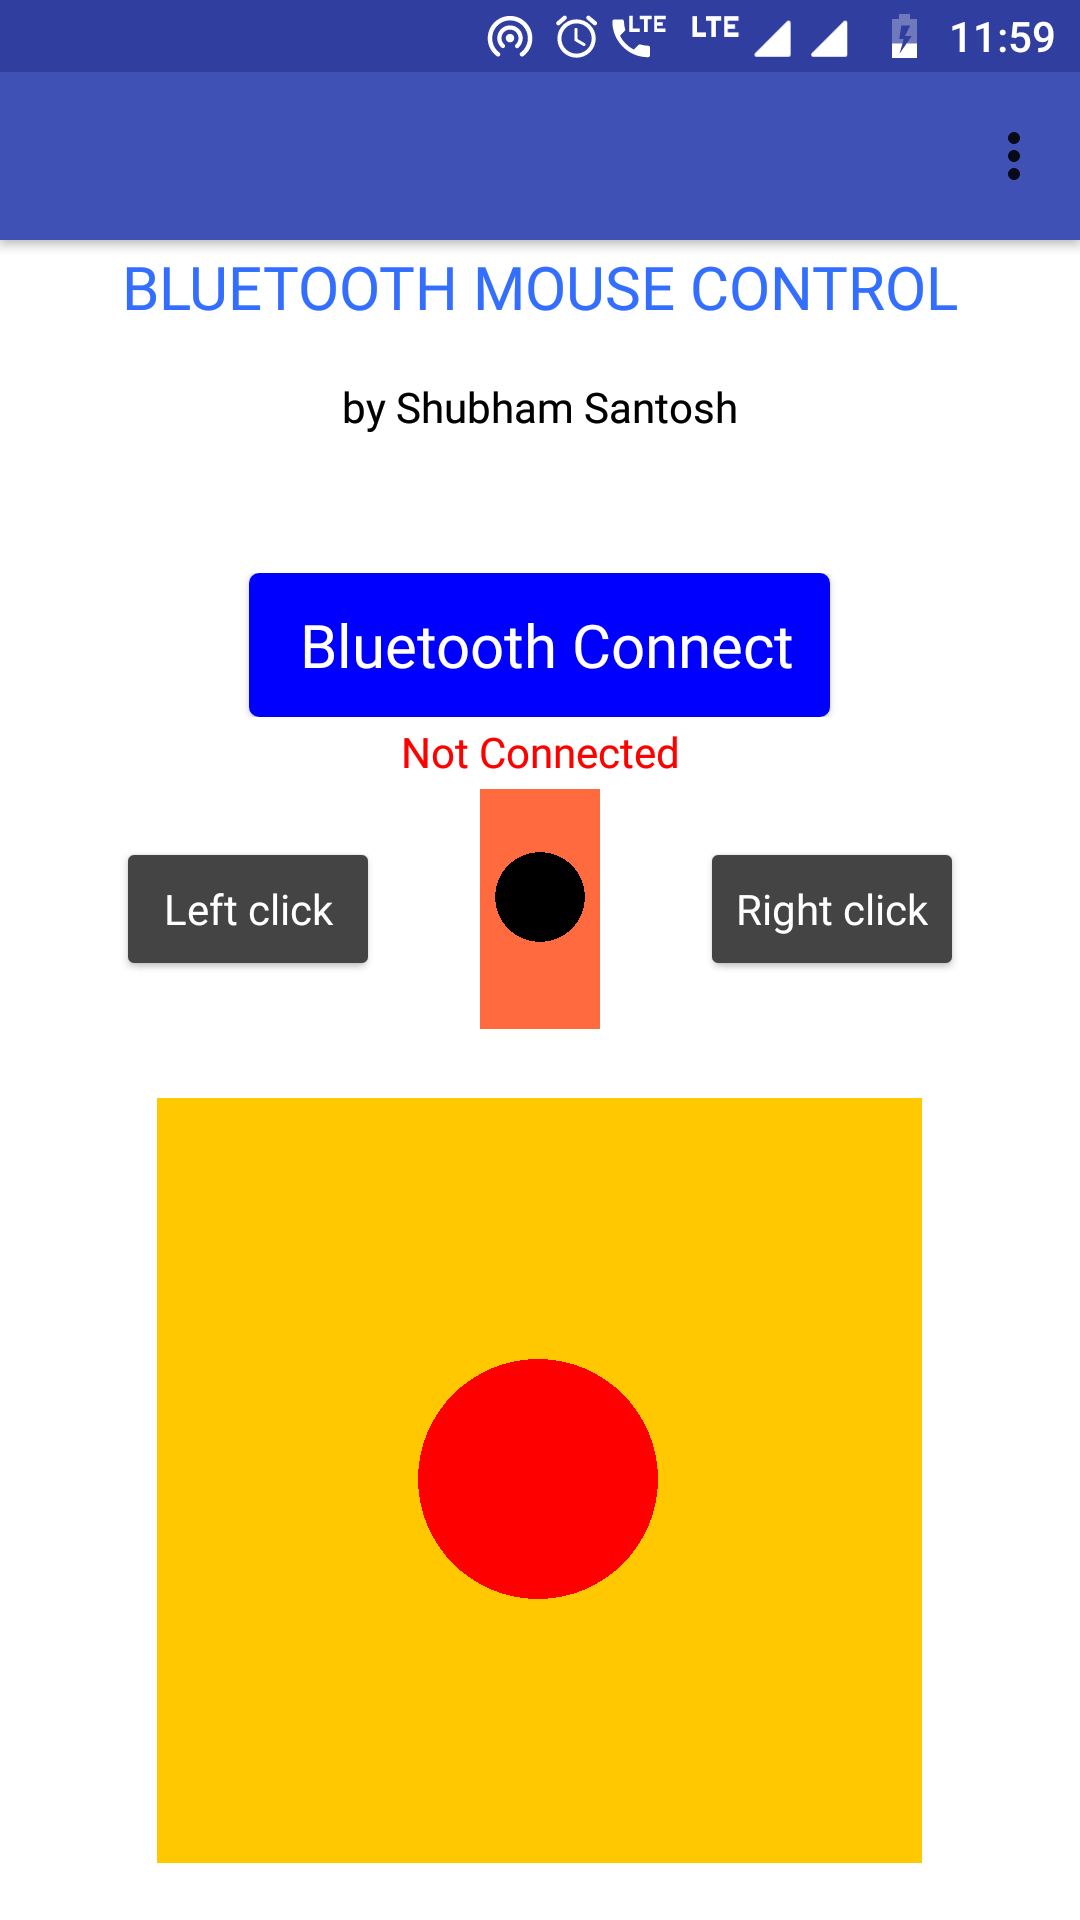 LTE LTE 11:59
BLUETOOTH MOUSE CONTROL
by Shubham Santosh
Bluetooth Connect
Not Connected
Left click
Right click